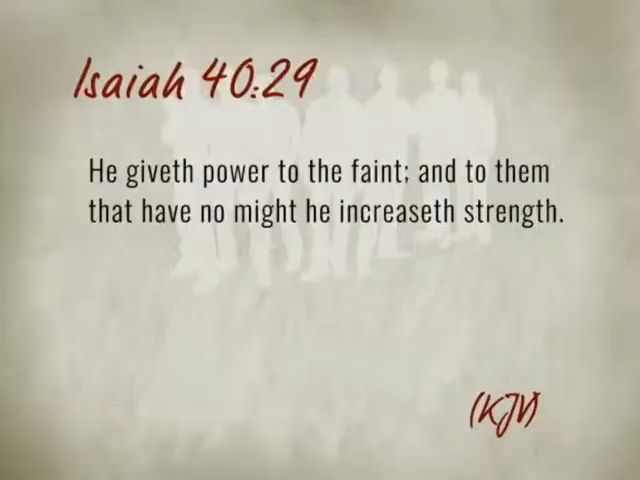 Isaiah 40:29
He giveth power to the faint; and to them
that have no might he increaseth strength.
(KJV)